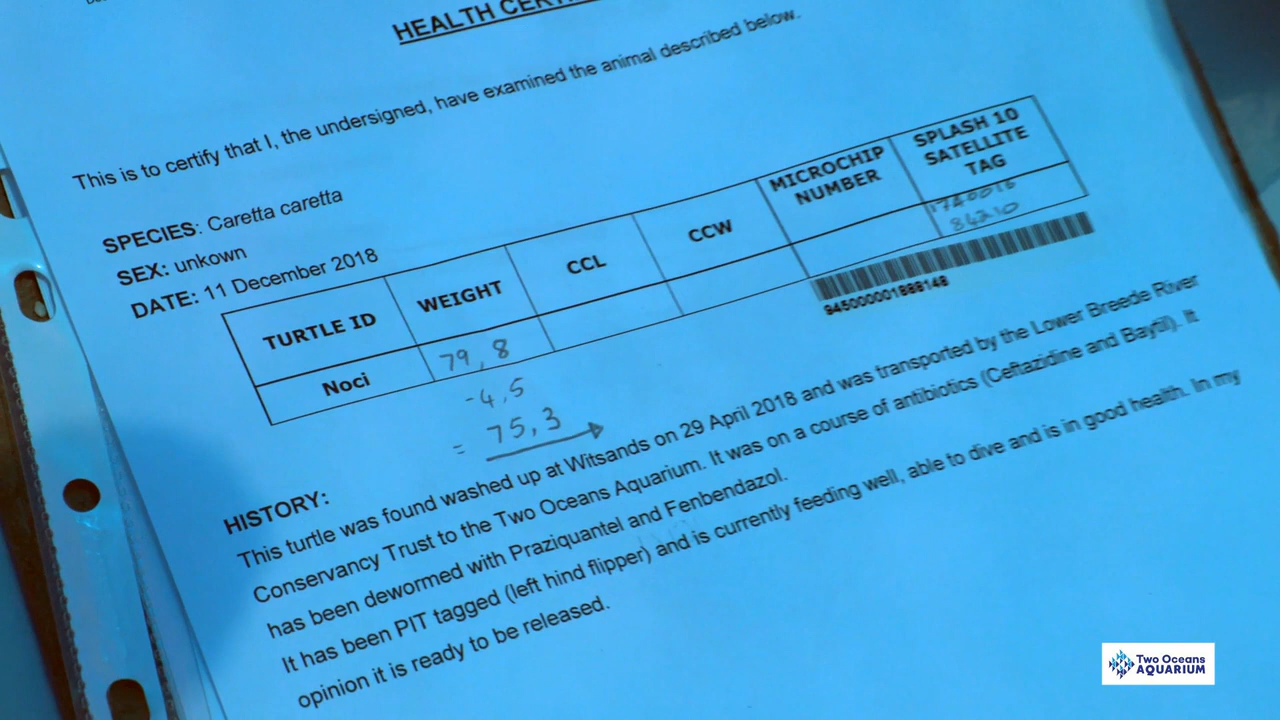 HEALTH
This is to certify that I, the undersigned, have examined the animal described below.
SPECIES: Caretta caretta
SEX: unkown
DATE: 11 December 2018
TURTLE ID WEIGHT CCL CCW MICROCHIP NUMBER SPLASH 10 SATELLITE TAG
Noci 79,8
-4,5
= 75,3
HISTORY:
This turtle was found washed up at Witsands on 29 April 2018 and was transported by the Lower Breede River
Conservancy Trust to the Two Oceans Aquarium. It was on a course of antibiotics (Ceftazidine and Baytil). It
has been dewormed with Praziquantel and Fenbendazol.
It has been PIT tagged (left hind flipper) and is currently feeding well, able to dive and is in good health. In my
opinion it is ready to be released.
Two Oceans
AQUARIUM